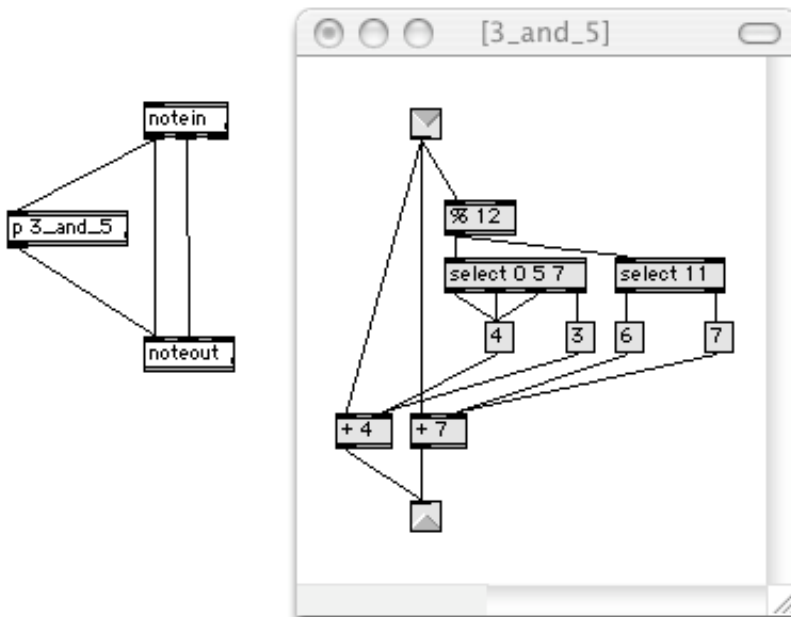 [3_and_5]
notein
p 3_and_5
noteout
% 12
select 0 5 7
select 11
4
3
6
7
+ 4
+ 7